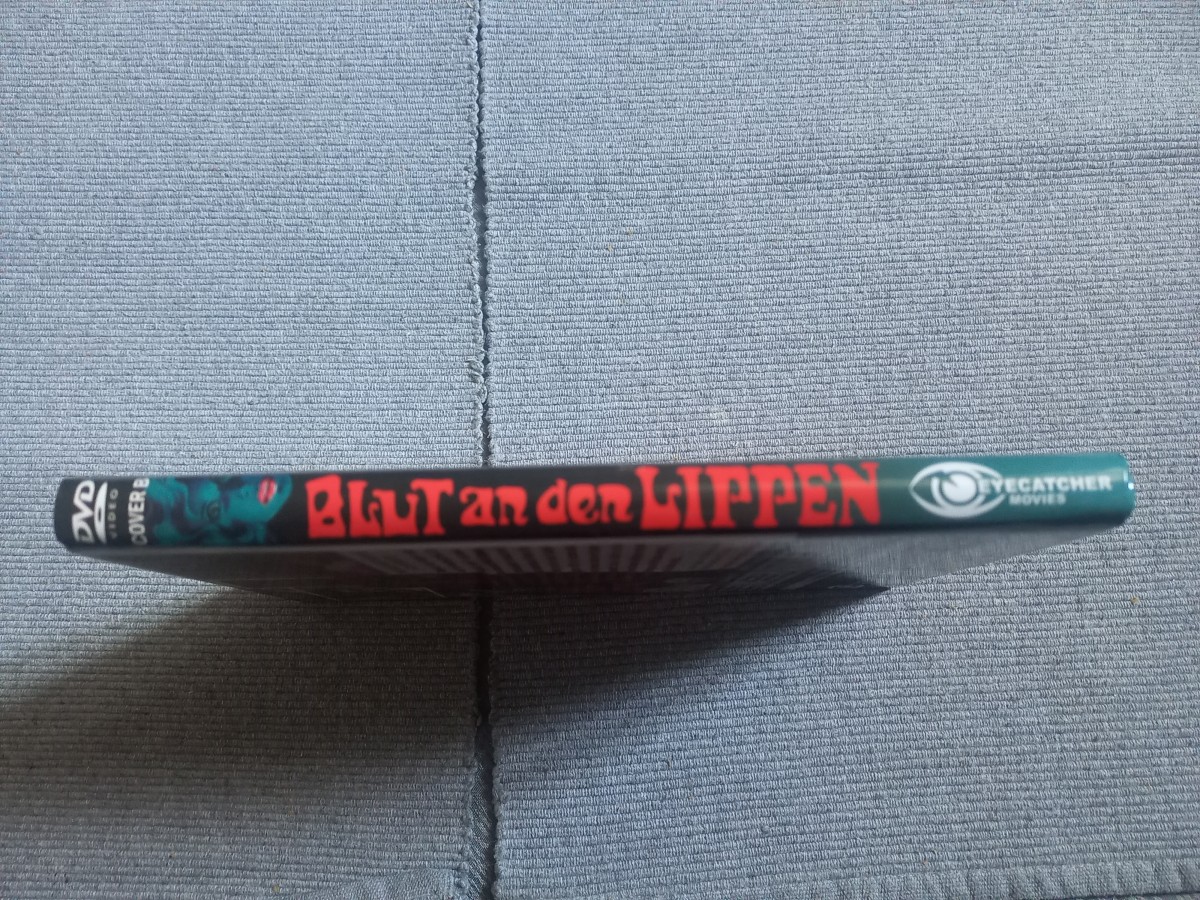 DVD
VIDEO
COVER B
BLUT an den LIPPEN
EYECATCHER
MOVIES